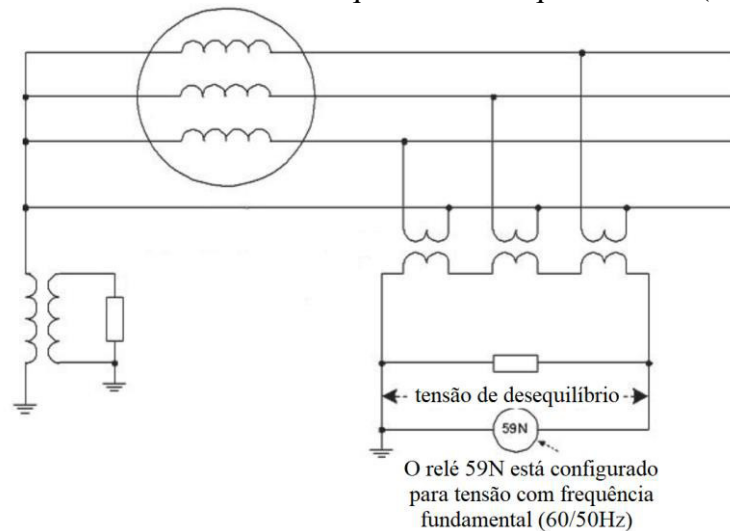 tensão de desequilíbrio
59N
O relé 59N está configurado
para tensão com frequência
fundamental (60/50Hz)